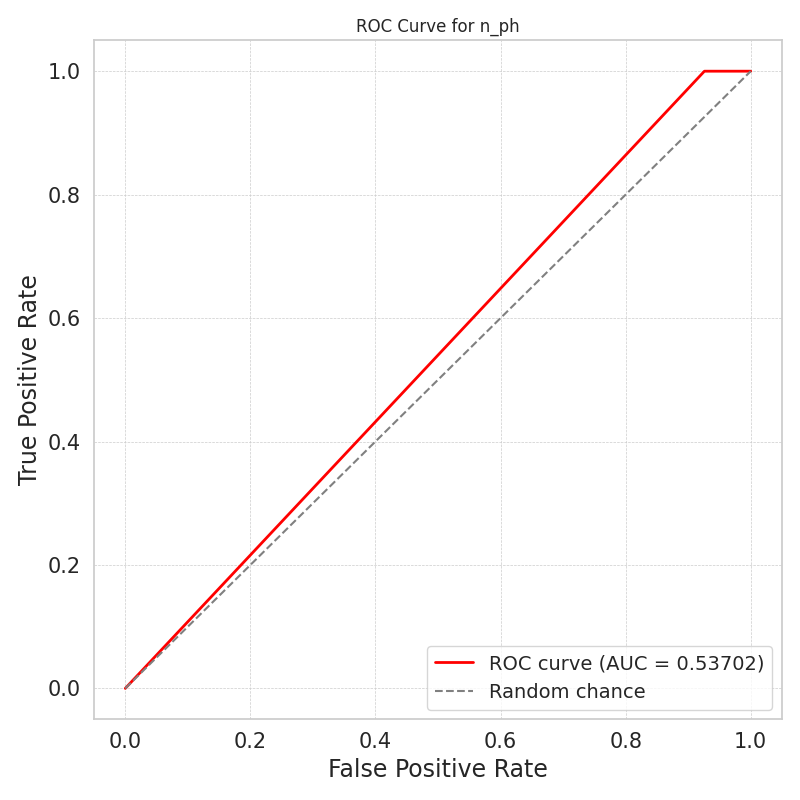 ROC Curve for n_ph
1.0
0.8
0.6
0.4
0.2
0.0
True Positive Rate
ROC curve (AUC = 0.53702)
Random chance
0.0 0.2 0.4 0.6 0.8 1.0
False Positive Rate